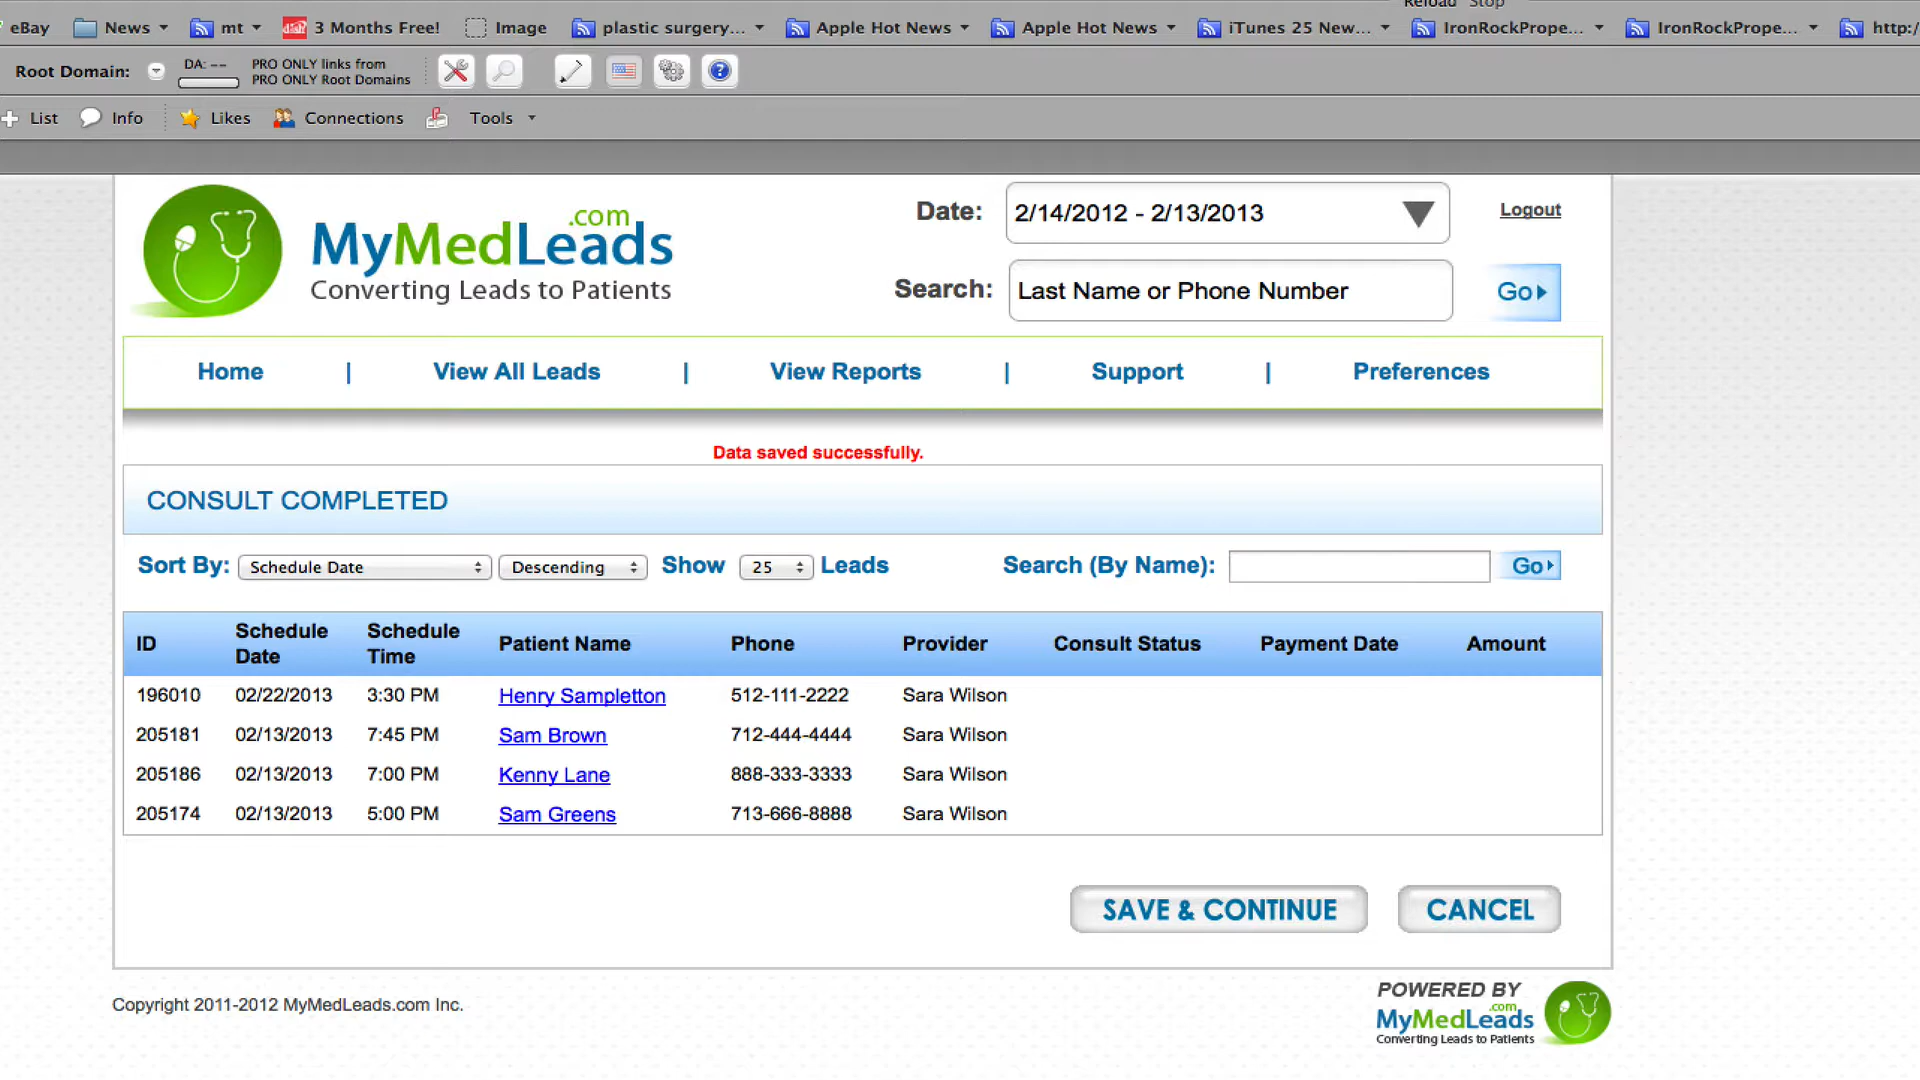 Reload Stop
eBay News mt 3 Months Free! Image plastic surgery... Apple Hot News Apple Hot News iTunes 25 New... IronRockPrope... IronRockPrope... http:/
Root Domain: DA: -- PRO ONLY links from
PRO ONLY Root Domains
List Info Likes Connections Tools
.com
MyMedLeads
Converting Leads to Patients
Date: 2/14/2012 - 2/13/2013 Logout
Search: Last Name or Phone Number Go
Home | View All Leads | View Reports | Support | Preferences
Data saved successfully.
CONSULT COMPLETED
Sort By: Schedule Date Descending Show 25 Leads Search (By Name): Go
ID Schedule Date Schedule Time Patient Name Phone Provider Consult Status Payment Date Amount
196010 02/22/2013 3:30 PM Henry Sampletton 512-111-2222 Sara Wilson
205181 02/13/2013 7:45 PM Sam Brown 712-444-4444 Sara Wilson
205186 02/13/2013 7:00 PM Kenny Lane 888-333-3333 Sara Wilson
205174 02/13/2013 5:00 PM Sam Greens 713-666-8888 Sara Wilson
SAVE & CONTINUE CANCEL
Copyright 2011-2012 MyMedLeads.com Inc.
POWERED BY
.com
MyMedLeads
Converting Leads to Patients